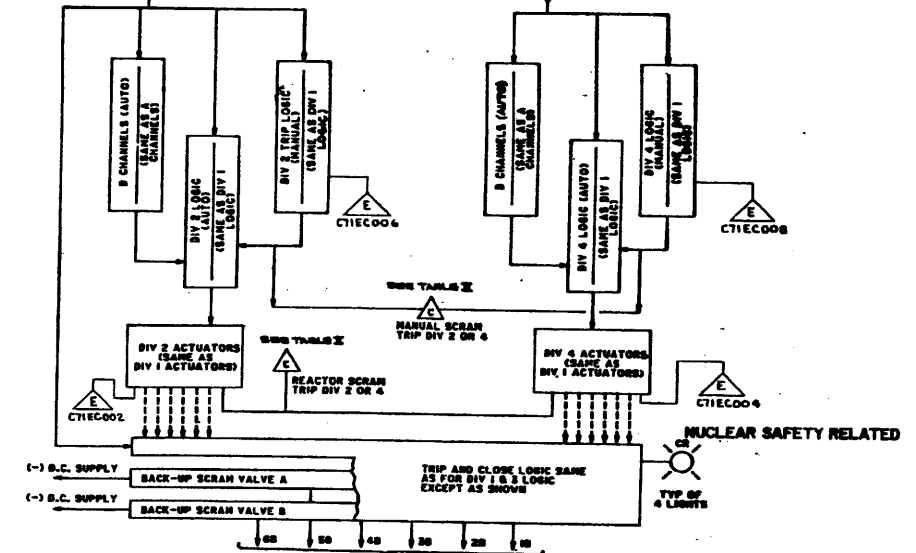 B CHANNELS (AUTO)
(SAME AS A
CHANNELS)
DIV 2 LOGIC
(AUTO)
(SAME AS DIV 1
LOGIC)
DIV 2 TRIP LOGIC
(MANUAL)
(SAME AS DIV 1
LOGIC)
E
C71EC006
D CHANNELS (AUTO)
(SAME AS A
CHANNELS)
DIV 4 LOGIC (AUTO)
(SAME AS DIV 1
LOGIC)
DIV 4 LOGIC
(MANUAL)
(SAME AS DIV 1
LOGIC)
E
C71EC008
SEE TABLE X
C
MANUAL SCRAM
TRIP DIV 2 OR 4
DIV 2 ACTUATORS
(SAME AS
DIV 1 ACTUATORS)
SEE TABLE X
C
REACTOR SCRAM
TRIP DIV 2 OR 4
DIV 4 ACTUATORS
(SAME AS
DIV 1 ACTUATORS)
E
C71EC002
E
C71EC004
NUCLEAR SAFETY RELATED
CR
TYP OF
4 LIGHTS
TRIP AND CLOSE LOGIC SAME
AS FOR DIV 1 & 3 LOGIC
EXCEPT AS SHOWN
(-) D.C. SUPPLY
BACK-UP SCRAM VALVE A
(-) D.C. SUPPLY
BACK-UP SCRAM VALVE B
6B 5B 4B 3B 2B 1B